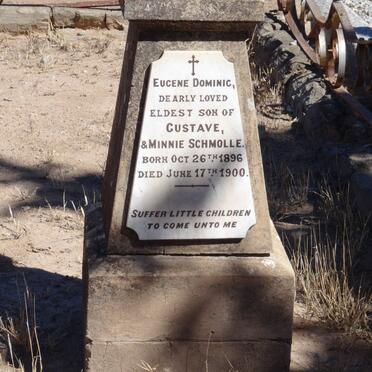 EUGENE DOMINIC,
DEARLY LOVED
ELDEST SON OF
GUSTAVE,
& MINNIE SCHMOLLE.
BORN OCT 26TH 1896
DIED JUNE 17TH 1900.
SUFFER LITTLE CHILDREN
TO COME UNTO ME